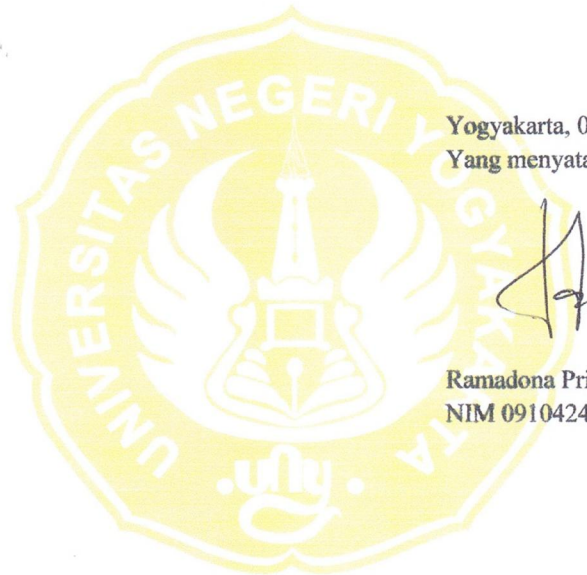 UNIVERSITAS NEGERI YOGYAKARTA
uny
Yogyakarta, 0
Yang menyata
Ramadona Pri
NIM 0910424